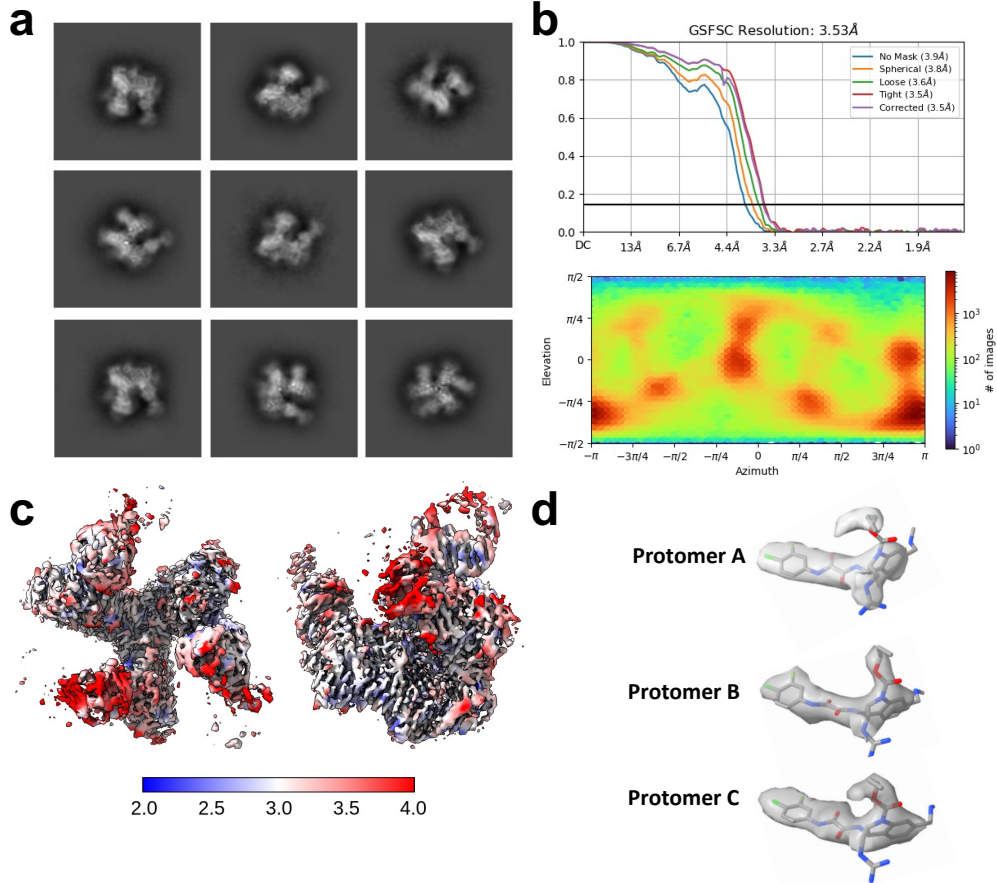 a
b
GSFSC Resolution: 3.53Å
1.0
0.8
0.6
0.4
0.2
0.0
No Mask (3.9Å)
Spherical (3.8Å)
Loose (3.6Å)
Tight (3.5Å)
Corrected (3.5Å)
DC 13Å 6.7Å 4.4Å 3.3Å 2.7Å 2.2Å 1.9Å
π/2
π/4
0
−π/4
−π/2
Elevation
−π −3π/4 −π/2 −π/4 0 π/4 π/2 3π/4 π
Azimuth
10³
10²
10¹
10⁰
# of images
c
2.0 2.5 3.0 3.5 4.0
d
Protomer A
Protomer B
Protomer C